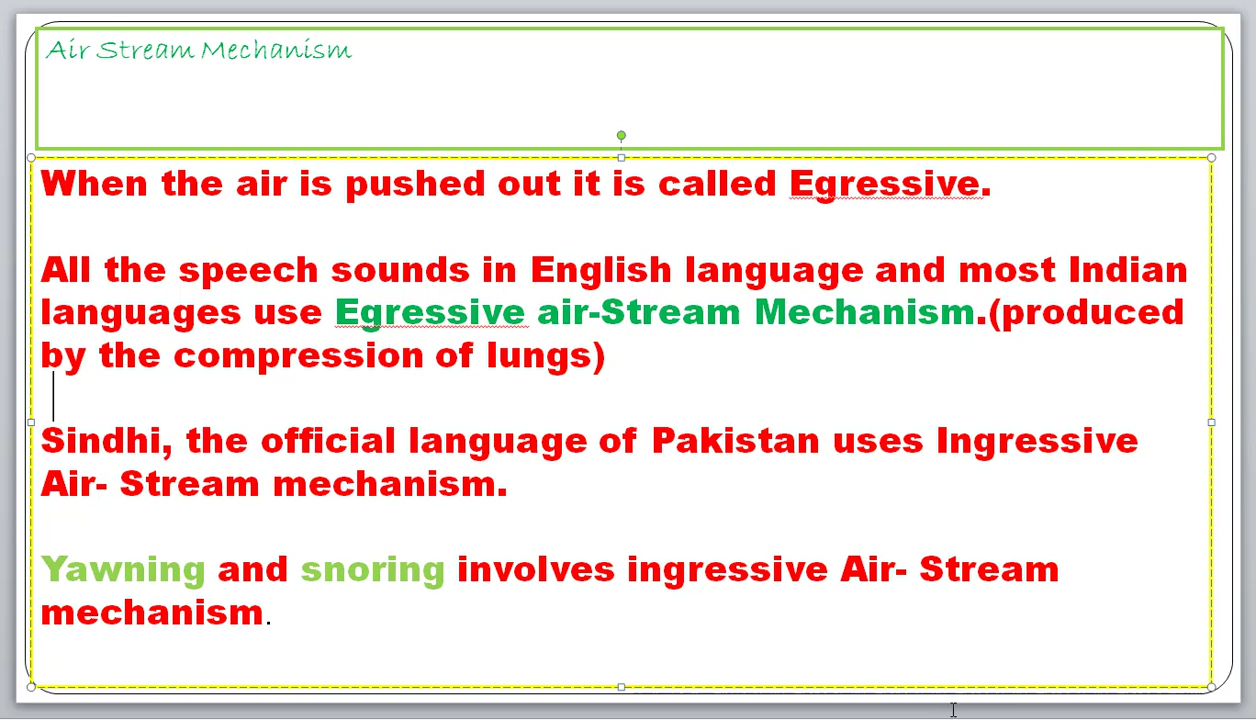 Air Stream Mechanism
When the air is pushed out it is called Egressive.
All the speech sounds in English language and most Indian
languages use Egressive air-Stream Mechanism.(produced
by the compression of lungs)
Sindhi, the official language of Pakistan uses Ingressive
Air- Stream mechanism.
Yawning and snoring involves ingressive Air- Stream
mechanism.